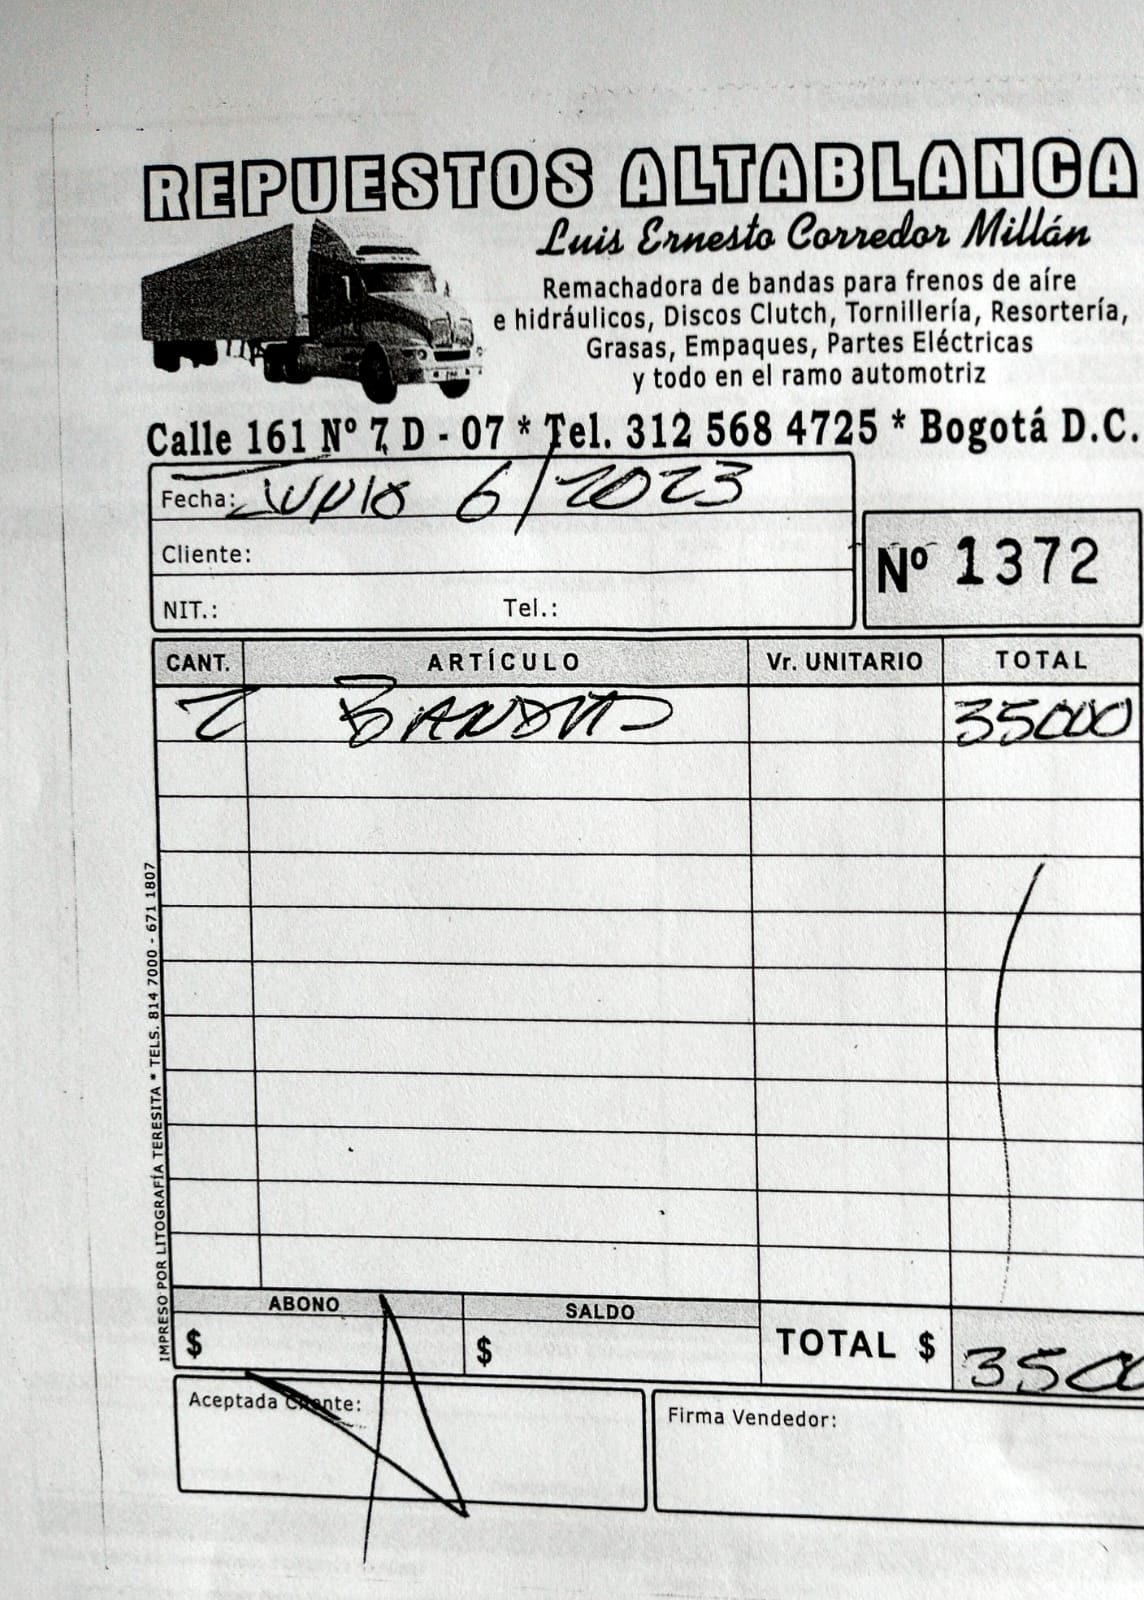 REPUESTOS ALTABLANCA
Luis Ernesto Corredor Millán
Remachadora de bandas para frenos de aíre
e hidráulicos, Discos Clutch, Tornillería, Resortería,
Grasas, Empaques, Partes Eléctricas
y todo en el ramo automotriz
Calle 161 Nº 7 D - 07 * Tel. 312 568 4725 * Bogotá D.C.
Fecha: Junio 6/2023
Cliente:
Nº 1372
NIT.: Tel.:
CANT. ARTÍCULO Vr. UNITARIO TOTAL
2 35000
ABONO SALDO
$ $ TOTAL $ 3500
Aceptada Cliente: Firma Vendedor:
IMPRESO POR LITOGRAFÍA TERESITA * TELS. 814 7000 - 671 1807